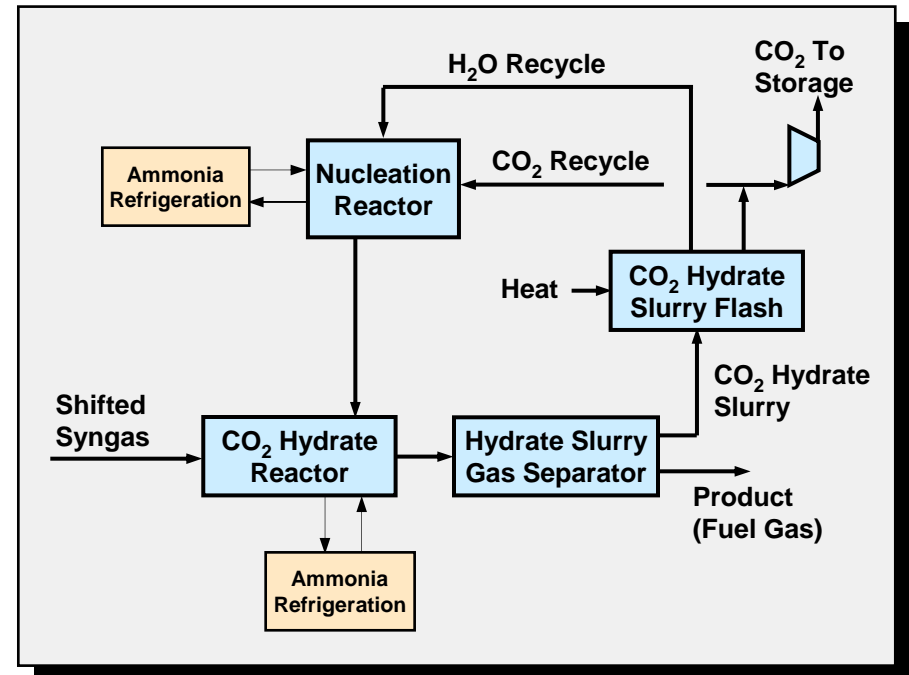 CO₂ To
Storage
H₂O Recycle
CO₂ Recycle
Ammonia
Refrigeration
Nucleation
Reactor
Heat
CO₂ Hydrate
Slurry Flash
CO₂ Hydrate
Slurry
Shifted
Syngas
CO₂ Hydrate
Reactor
Hydrate Slurry
Gas Separator
Product
(Fuel Gas)
Ammonia
Refrigeration